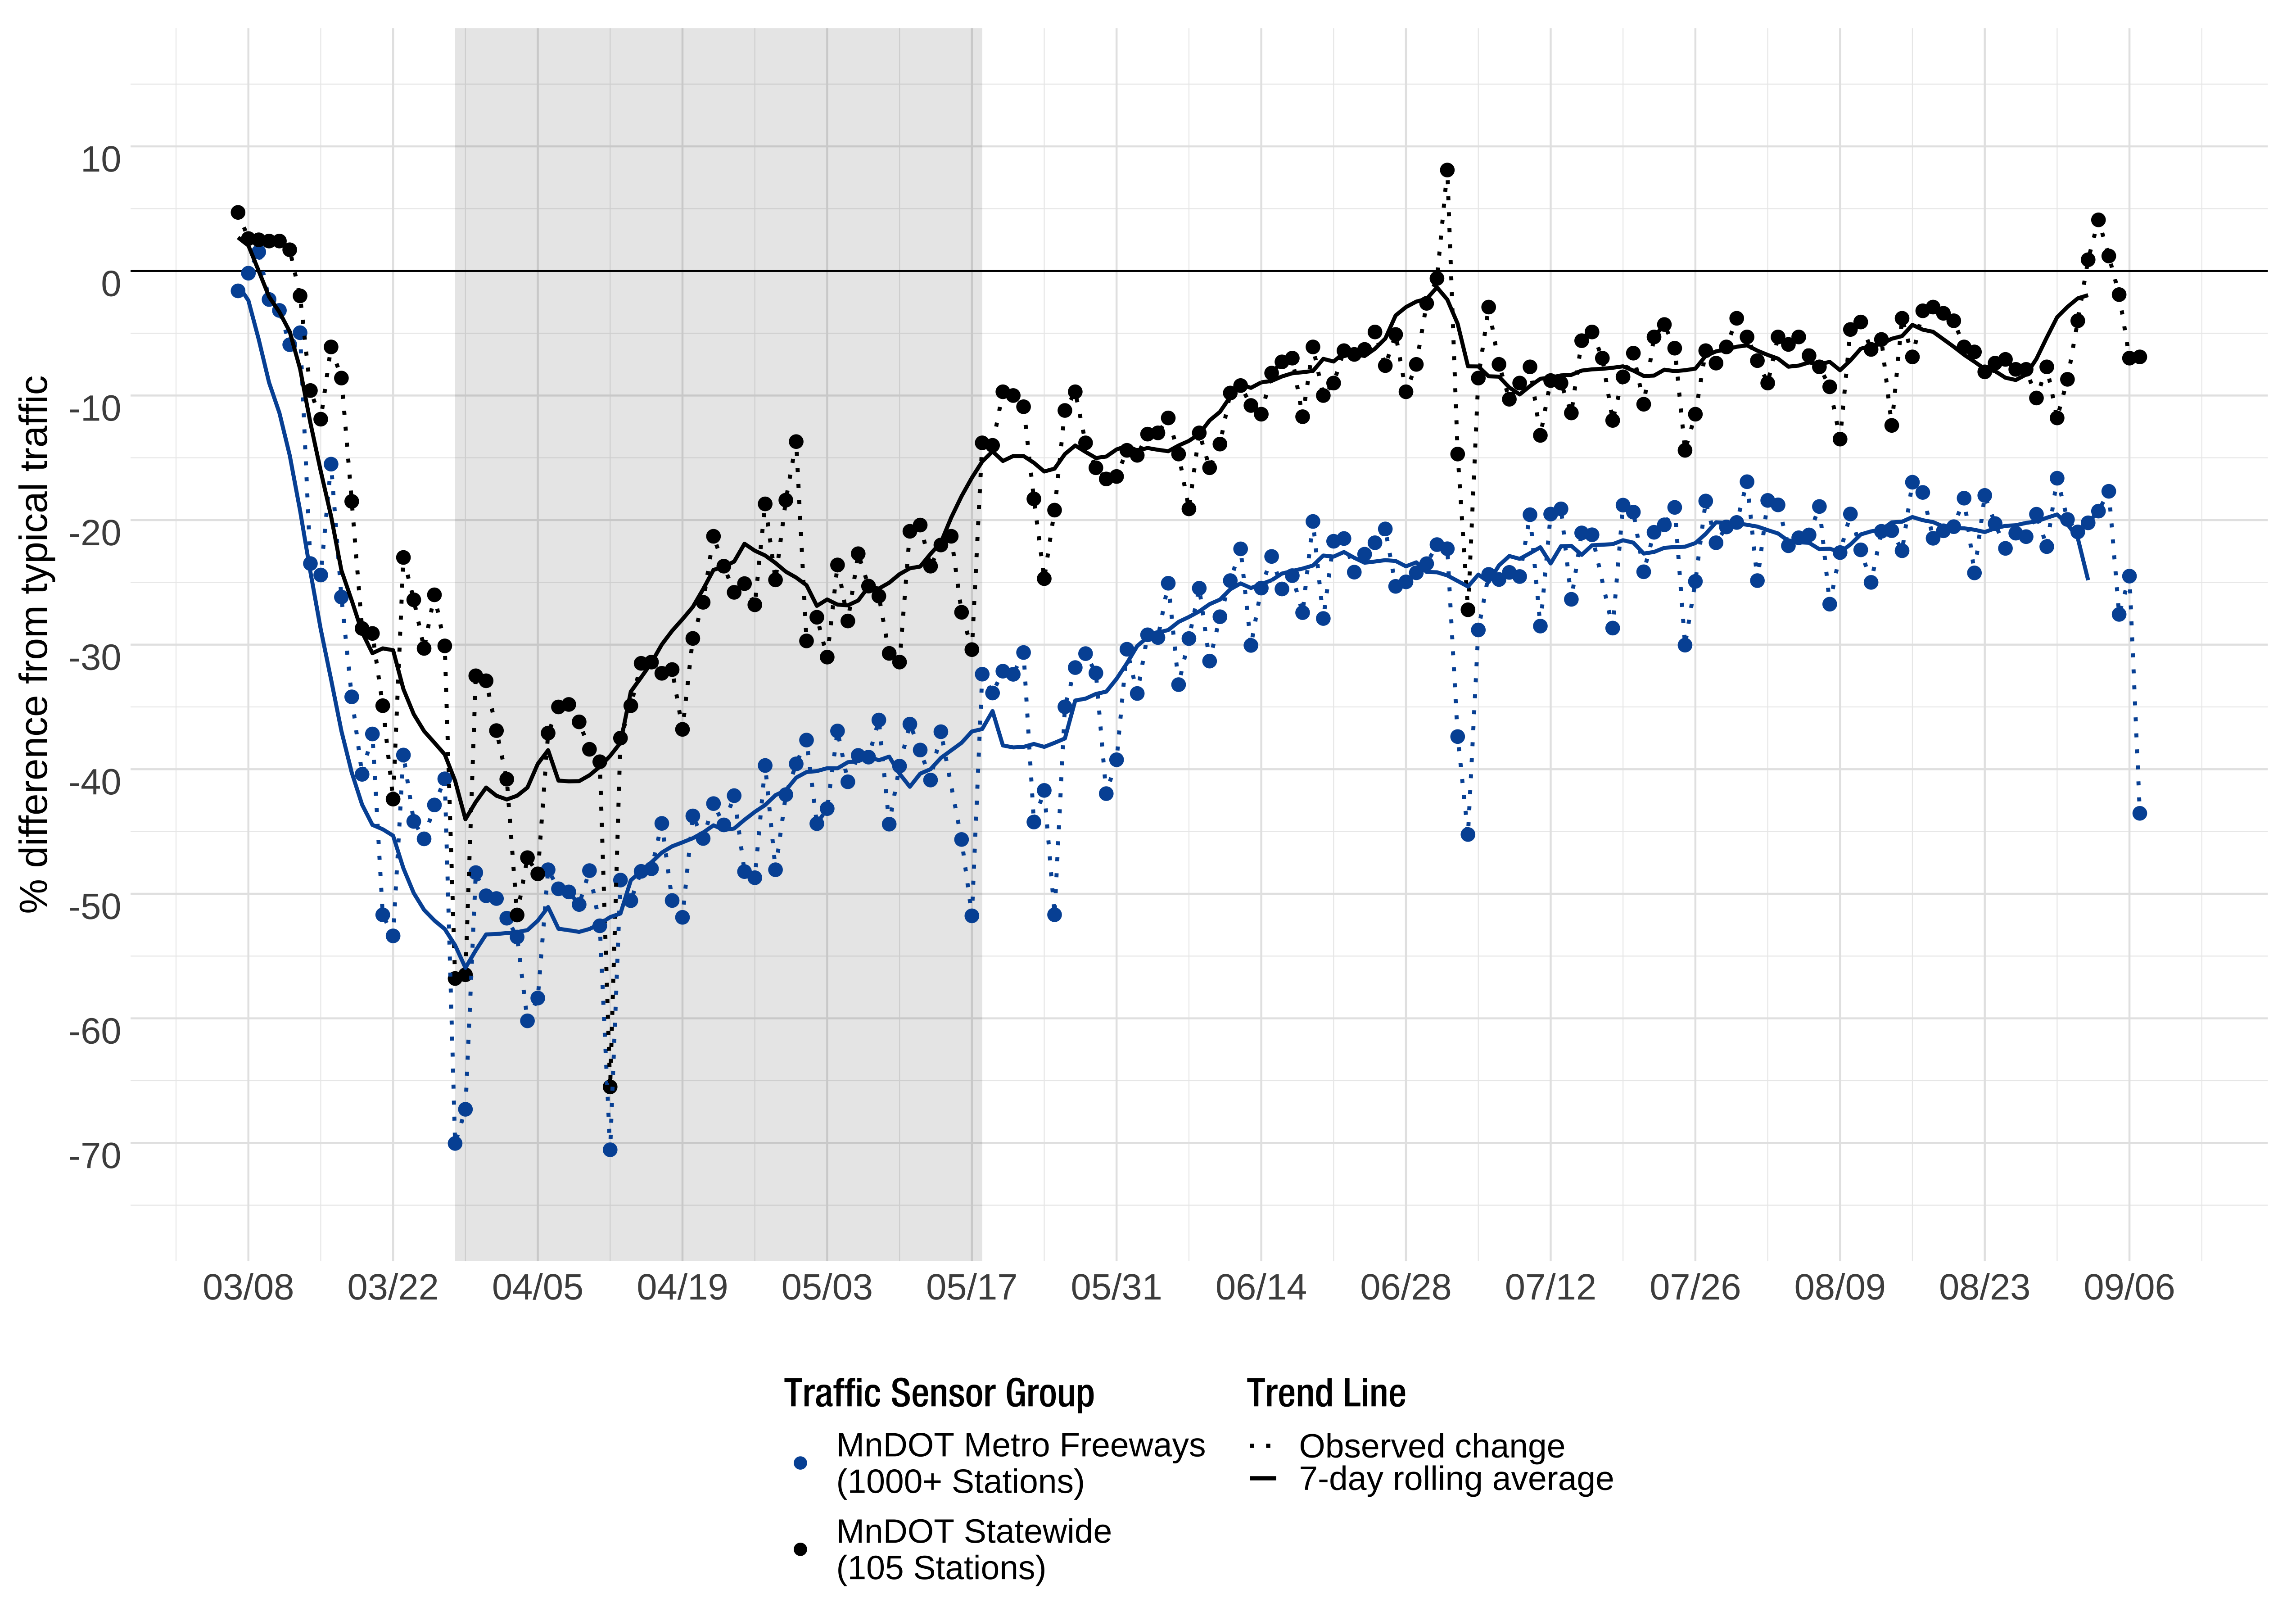 % difference from typical traffic
10
0
-10
-20
-30
-40
-50
-60
-70
03/08 03/22 04/05 04/19 05/03 05/17 05/31 06/14 06/28 07/12 07/26 08/09 08/23 09/06
Traffic Sensor Group
MnDOT Metro Freeways
(1000+ Stations)
MnDOT Statewide
(105 Stations)
Trend Line
Observed change
7-day rolling average